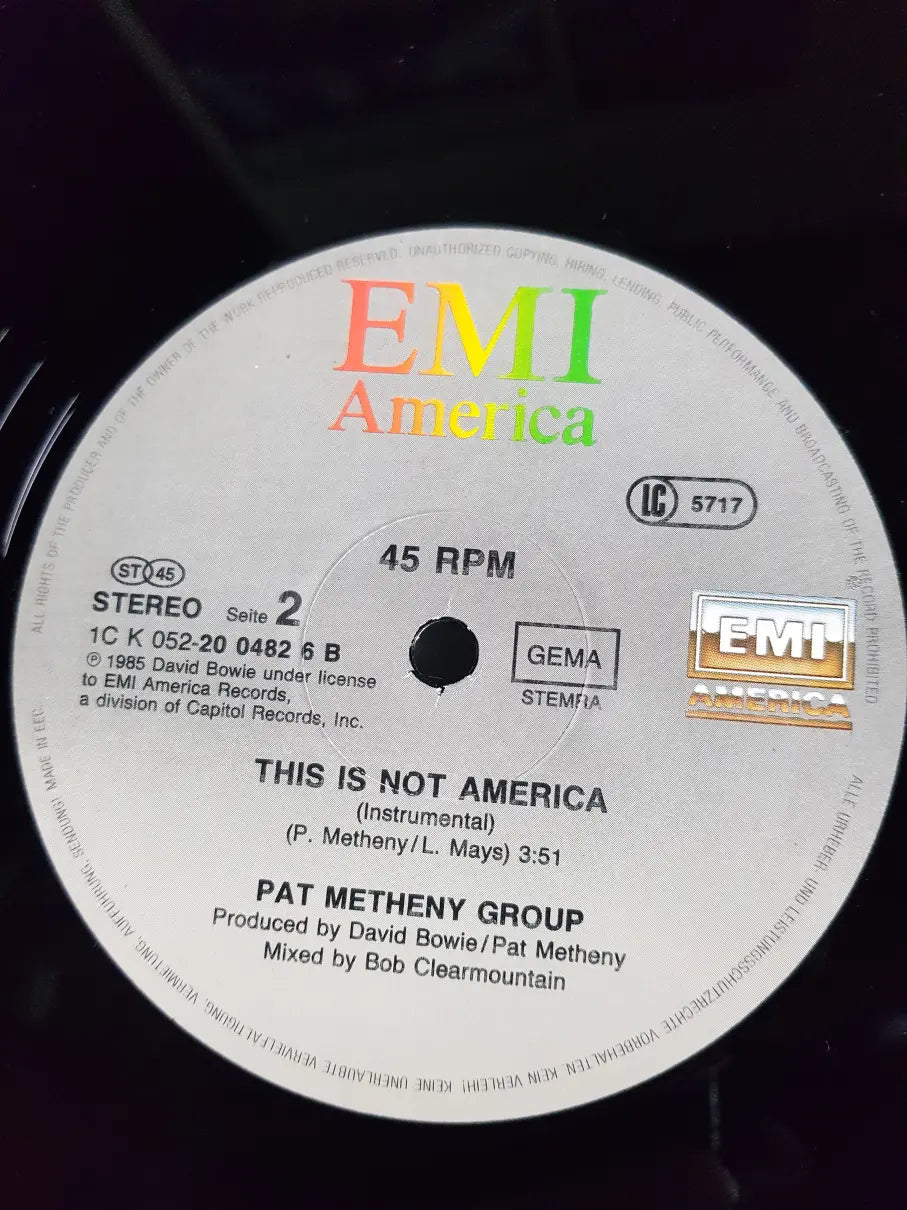 EMI
America
LC 5717
45 RPM
ST 45
STEREO Seite 2
1C K 052-20 0482 6 B
℗ 1985 David Bowie under license
to EMI America Records,
a division of Capitol Records, Inc.
GEMA
STEMRA
EMI
AMERICA
THIS IS NOT AMERICA
(Instrumental)
(P. Metheny/L. Mays) 3:51
PAT METHENY GROUP
Produced by David Bowie/Pat Metheny
Mixed by Bob Clearmountain
ALL RIGHTS OF THE PRODUCER AND OF THE OWNER OF THE WORK REPRODUCED RESERVED. UNAUTHORIZED COPYING, HIRING, LENDING, PUBLIC PERFORMANCE AND BROADCASTING OF THE RECORD PROHIBITED
ALLE URHEBER- UND LEISTUNGSSCHUTZRECHTE VORBEHALTEN KEIN VERLEIH! KEINE UNERLAUBTE VERVIELFÄLTIGUNG, VERMIETUNG, AUFFÜHRUNG, SENDUNG! MADE IN EEC.